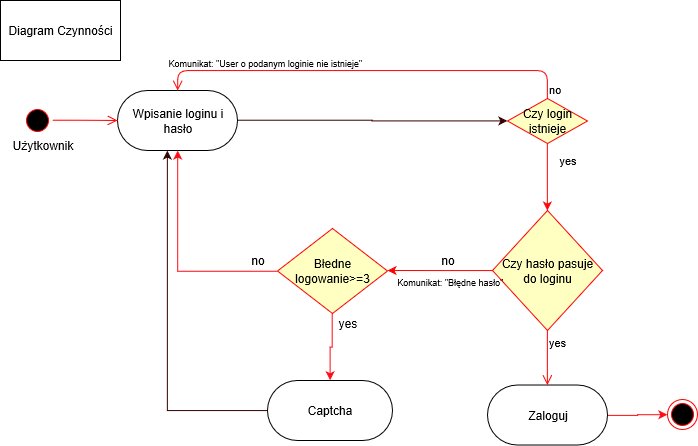 Diagram Czynności
Komunikat: "User o podanym loginie nie istnieje"
no
Wpisanie loginu i
hasło
Czy login
istnieje
Użytkownik
yes
no
Błedne
logowanie>=3
no
Komunikat: "Błędne hasło"
Czy hasło pasuje
do loginu
yes
yes
Captcha
Zaloguj